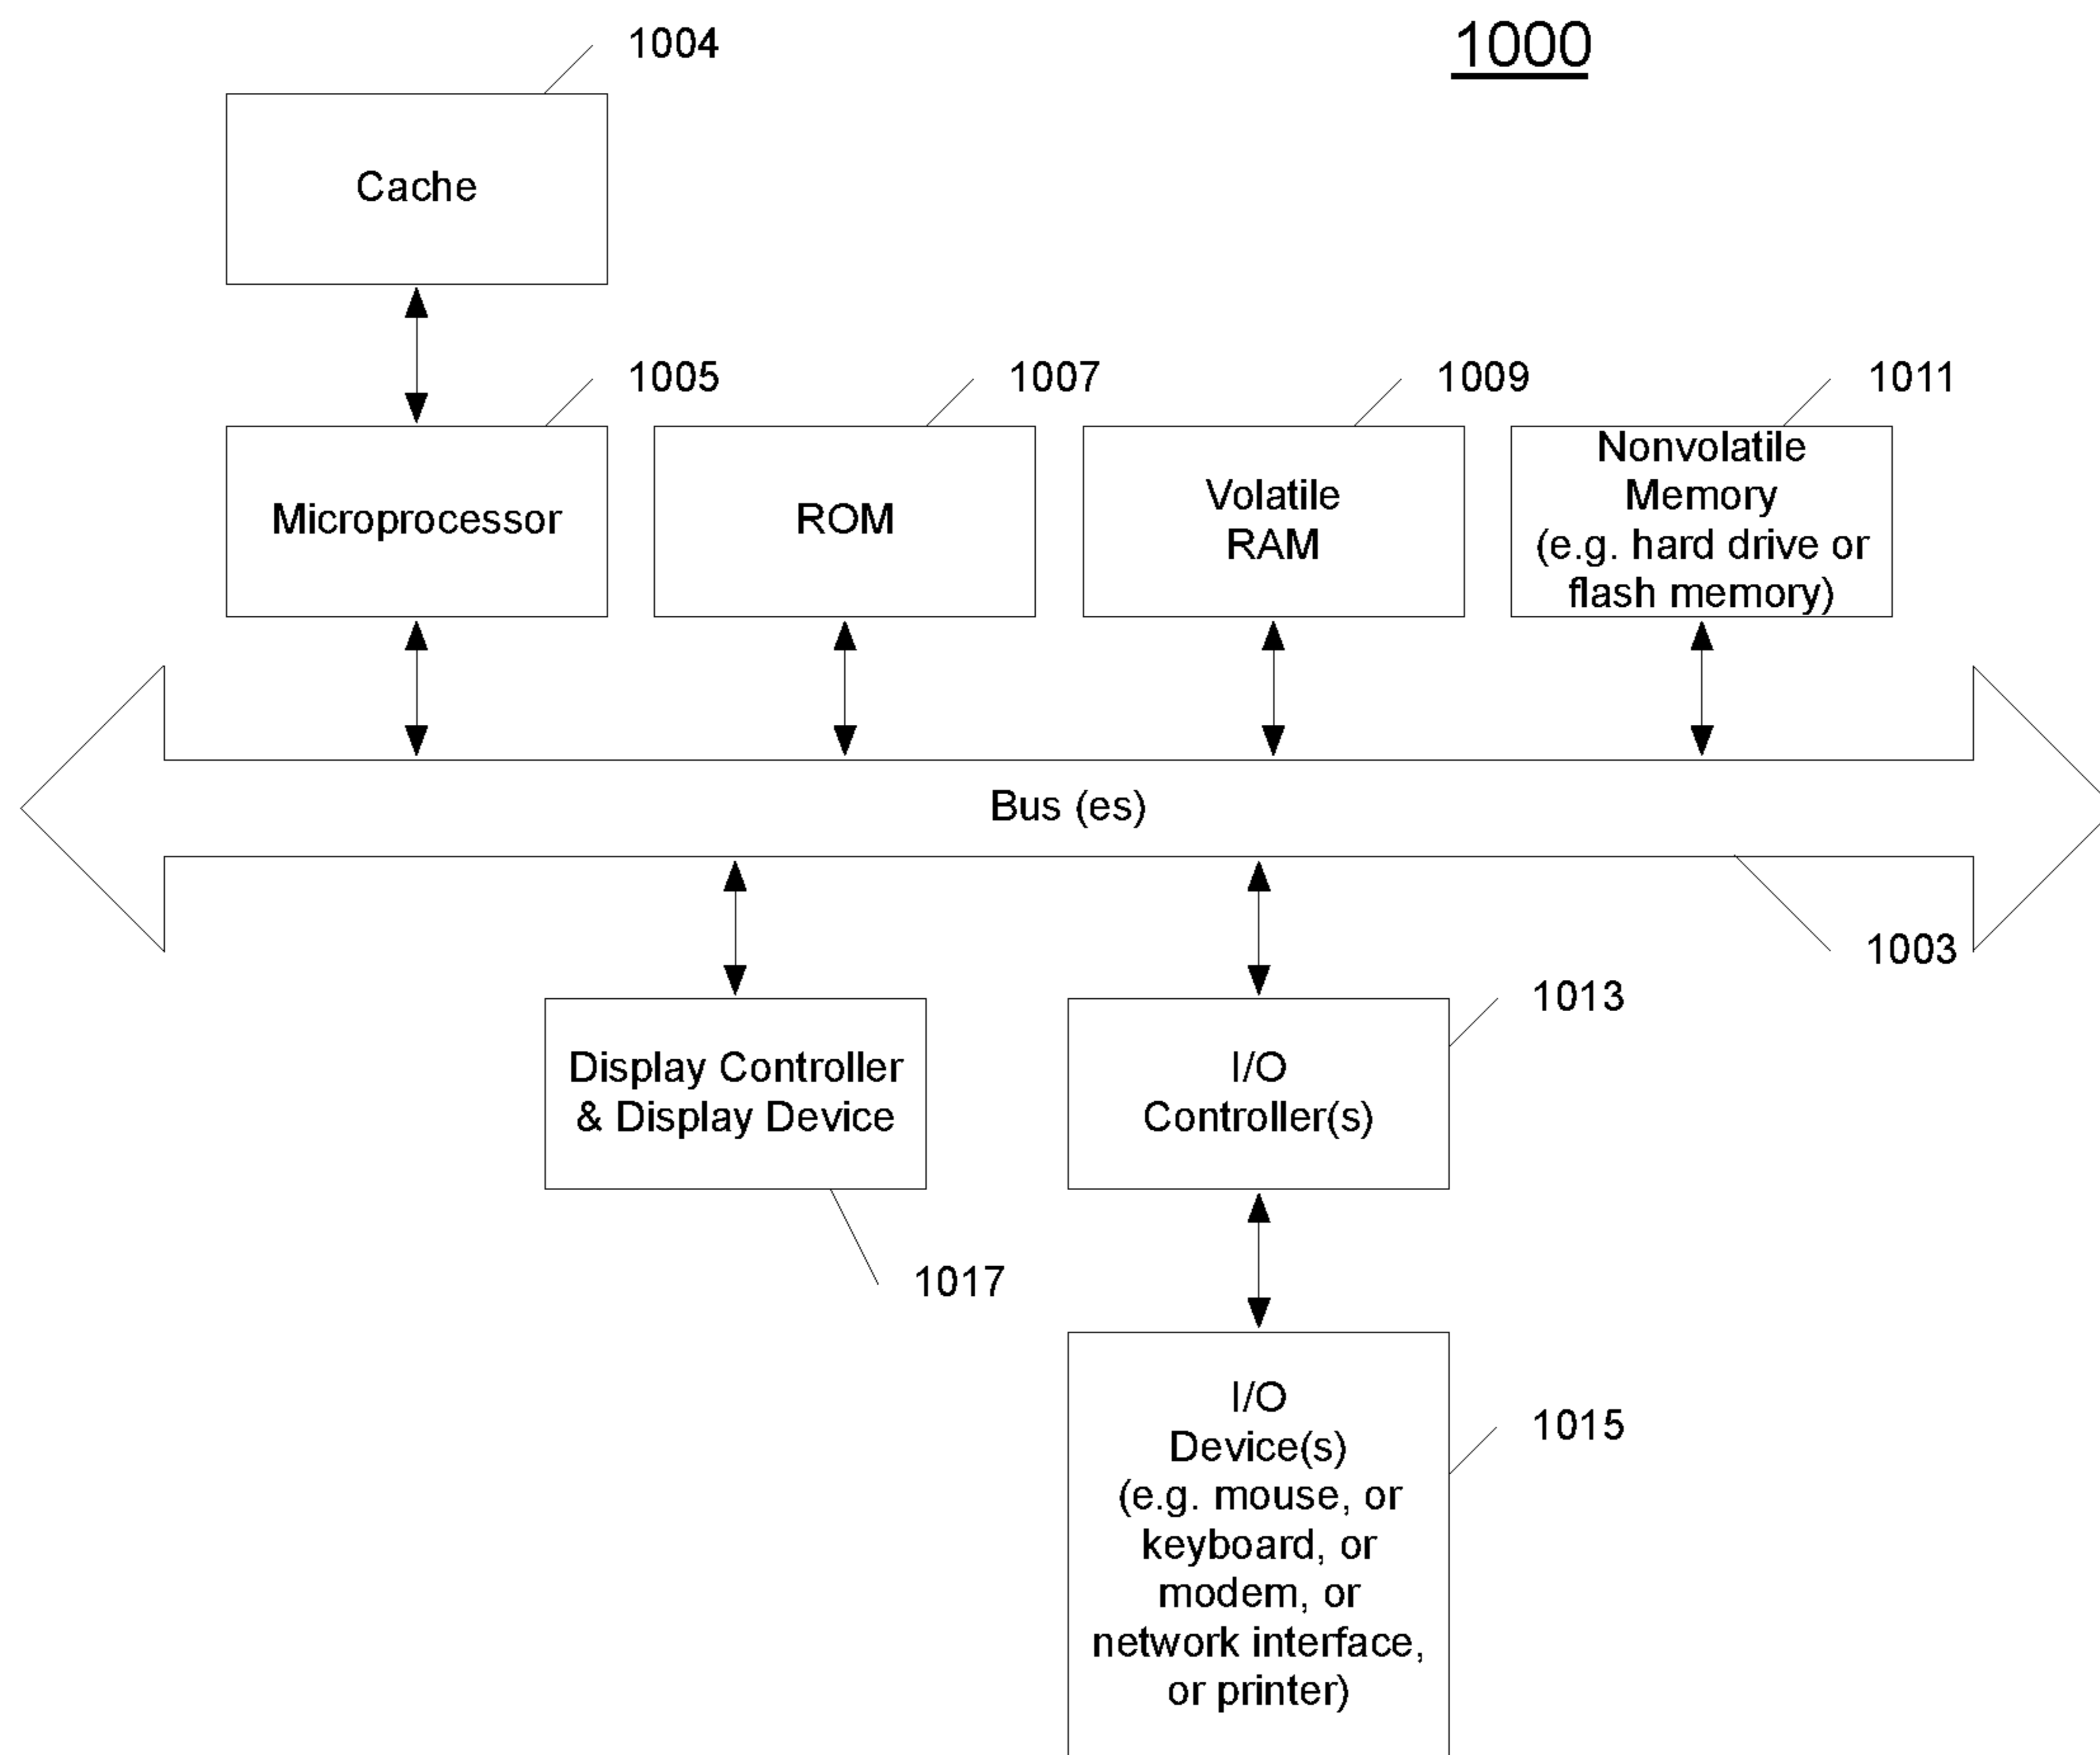 1004
1000
Cache
1005
1007
1009
1011
Microprocessor
ROM
Volatile
RAM
Nonvolatile
Memory
(e.g. hard drive or
flash memory)
Bus (es)
1003
1013
Display Controller
& Display Device
I/O
Controller(s)
1017
1015
I/O
Device(s)
(e.g. mouse, or
keyboard, or
modem, or
network interface,
or printer)